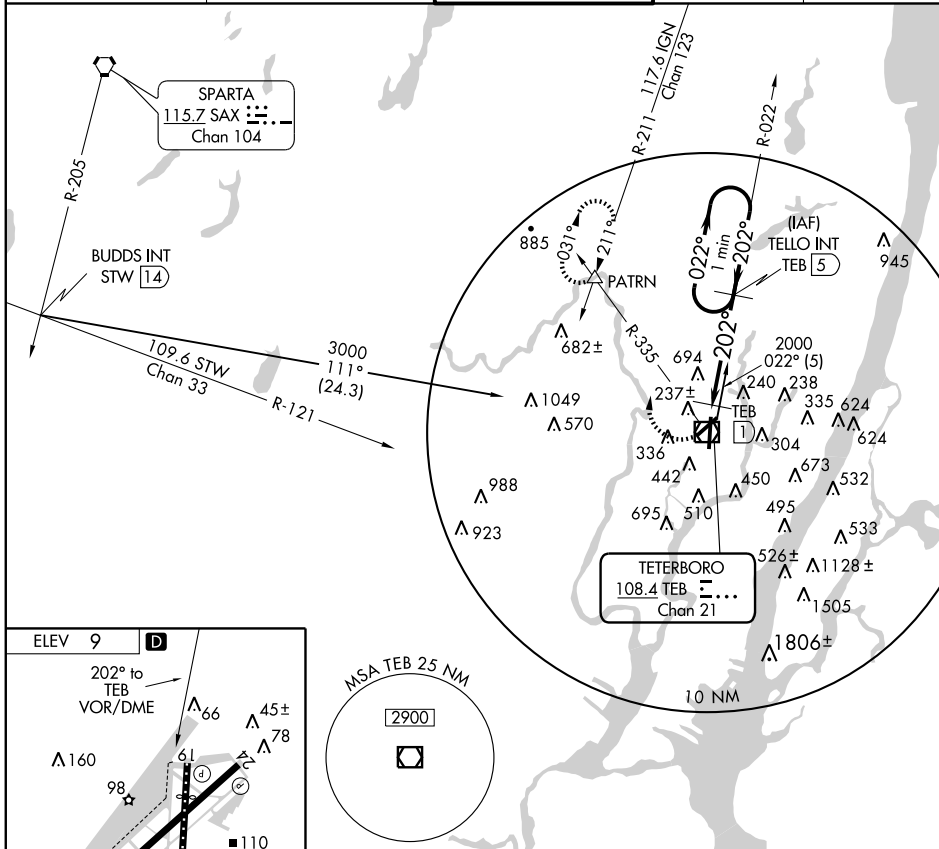 SPARTA
115.7 SAX
Chan 104
R-205
BUDDS INT
STW 14
109.6 STW
Chan 33
R-121
3000
111°
(24.3)
R-211
117.6 IGN
Chan 123
R-022
885
031°
211°
PATRN
022°
1 min
202°
(IAF)
TELLO INT
TEB 5
945
682±
R-335
202°
694
2000
022° (5)
237±
240
238
TEB
1
335
624
624
1049
570
336
304
442
673
988
450
532
510
495
695
923
533
526±
1128±
TETERBORO
108.4 TEB
Chan 21
1505
1806±
10 NM
ELEV 9 D
202° to
TEB
VOR/DME
66
45±
78
160
19
24
P
P
98
110
MSA TEB 25 NM
2900